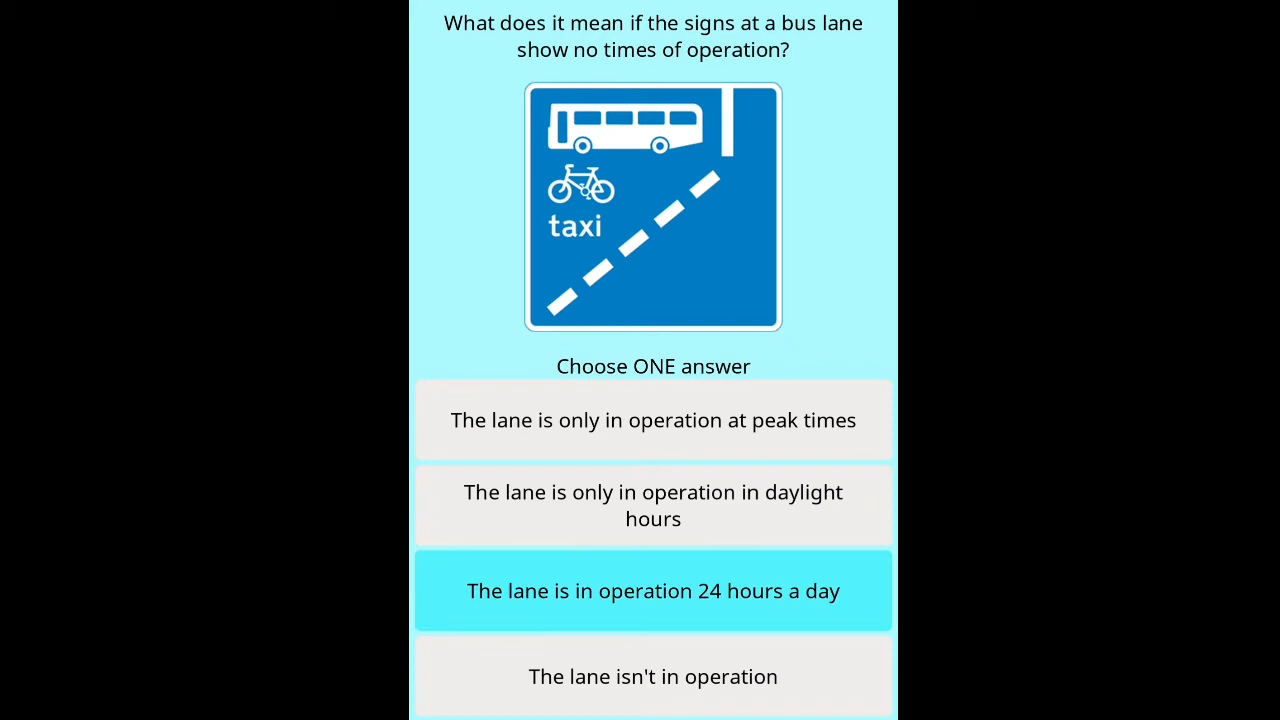 What does it mean if the signs at a bus lane
show no times of operation?
taxi
Choose ONE answer
The lane is only in operation at peak times
The lane is only in operation in daylight
hours
The lane is in operation 24 hours a day
The lane isn't in operation